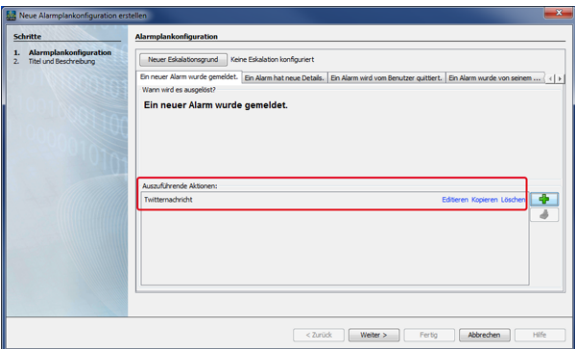 Neue Alarmplankonfiguration erstellen
Schritte
1. Alarmplankonfiguration
2. Titel und Beschreibung
Alarmplankonfiguration
Neuer Eskalationsgrund Keine Eskalation konfiguriert
Ein neuer Alarm wurde gemeldet. Ein Alarm hat neue Details. Ein Alarm wird vom Benutzer quittiert. Ein Alarm wurde von seinem ...
Wann wird es ausgelöst?
Ein neuer Alarm wurde gemeldet.
Auszuführende Aktionen:
Twitternachricht Editieren Kopieren Löschen
< Zurück Weiter > Fertig Abbrechen Hilfe